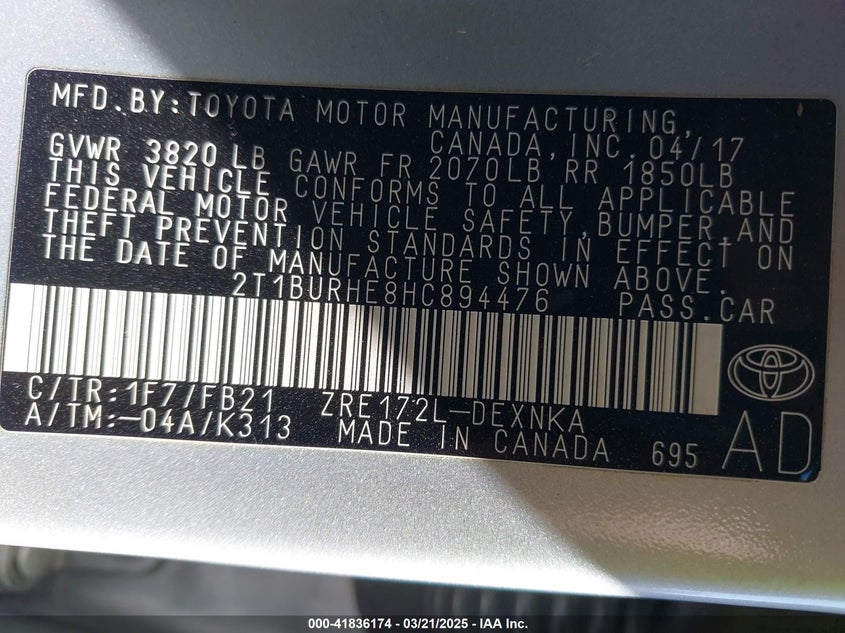 MFD. BY: TOYOTA MOTOR MANUFACTURING,
CANADA, INC. 04/17
GVWR 3820 LB GAWR FR 2070LB RR 1850LB
THIS VEHICLE CONFORMS TO ALL APPLICABLE
FEDERAL MOTOR VEHICLE SAFETY, BUMPER, AND
THEFT PREVENTION STANDARDS IN EFFECT ON
THE DATE OF MANUFACTURE SHOWN ABOVE.
2T1BURHE8HC894476 PASS. CAR
C/TR: 1F7/FB21 ZRE172L-DEXNKA
A/TM: -04A/K313 MADE IN CANADA 695 AD
000-41836174 - 03/21/2025 - IAA Inc.